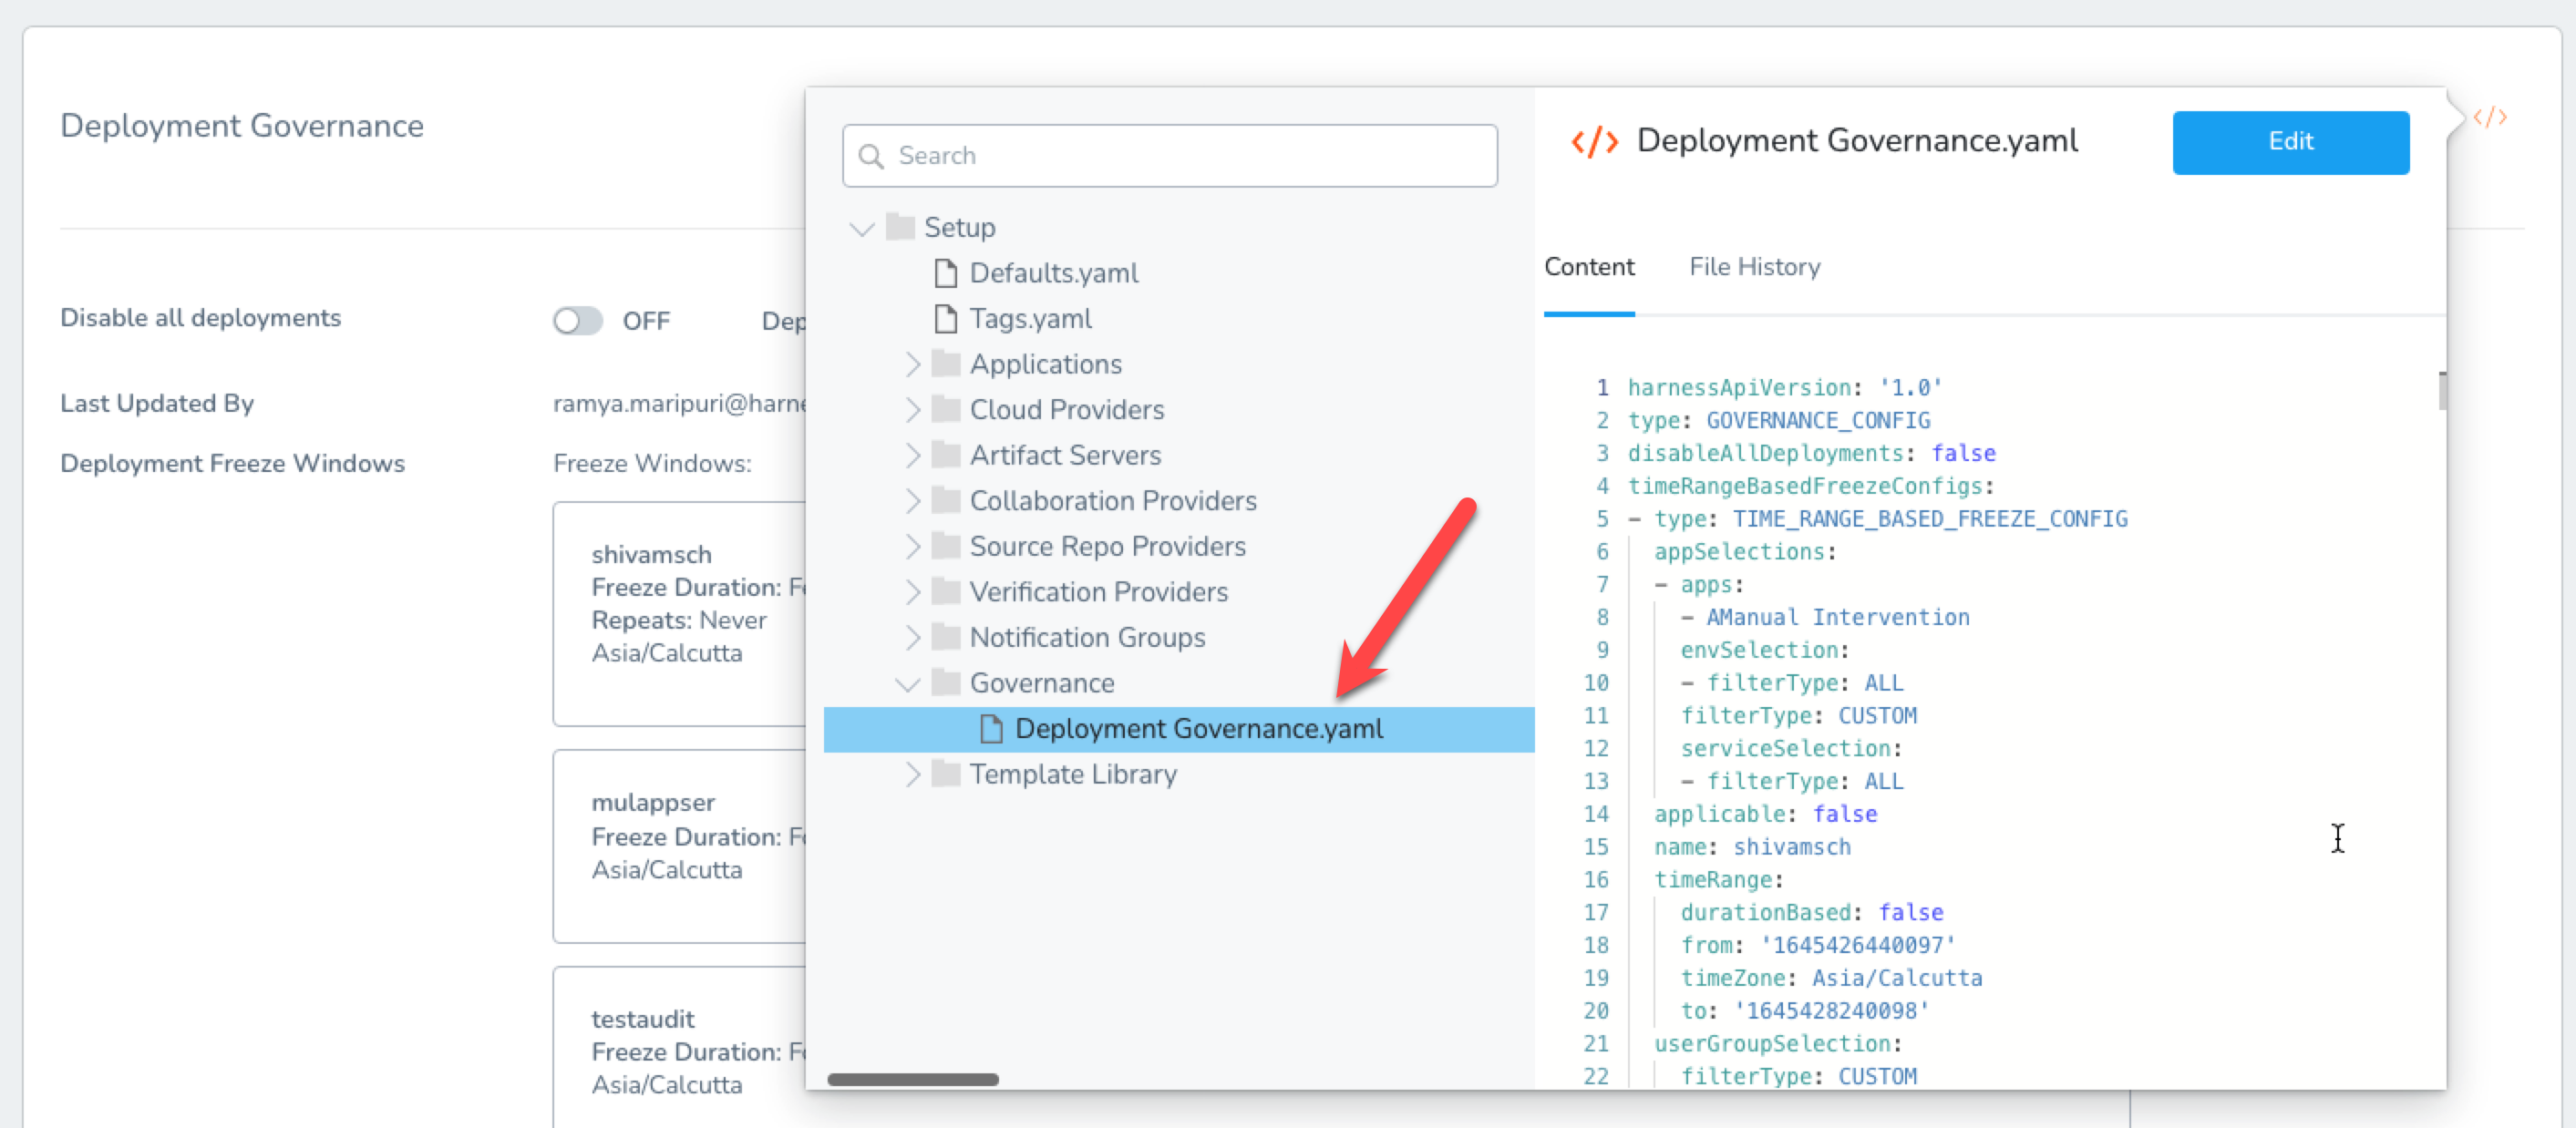 Deployment Governance
Disable all deployments
OFF
Last Updated By
ramya.maripuri@harne
Deployment Freeze Windows
Freeze Windows:
shivamsch
Freeze Duration:
Repeats: Never
Asia/Calcutta
mulappser
Freeze Duration:
Asia/Calcutta
testaudit
Freeze Duration:
Asia/Calcutta
Search
Setup
Defaults.yaml
Tags.yaml
Applications
Cloud Providers
Artifact Servers
Collaboration Providers
Source Repo Providers
Verification Providers
Notification Groups
Governance
Deployment Governance.yaml
Template Library
</> Deployment Governance.yaml
Edit
</>
Content
File History
1 harnessApiVersion: '1.0'
2 type: GOVERNANCE_CONFIG
3 disableAllDeployments: false
4 timeRangeBasedFreezeConfigs:
5 - type: TIME_RANGE_BASED_FREEZE_CONFIG
6 appSelections:
7 - apps:
8 - AManual Intervention
9 envSelection:
10 - filterType: ALL
11 filterType: CUSTOM
12 serviceSelection:
13 - filterType: ALL
14 applicable: false
15 name: shivamsch
16 timeRange:
17 durationBased: false
18 from: '1645426440097'
19 timeZone: Asia/Calcutta
20 to: '1645428240098'
21 userGroupSelection:
22 filterType: CUSTOM